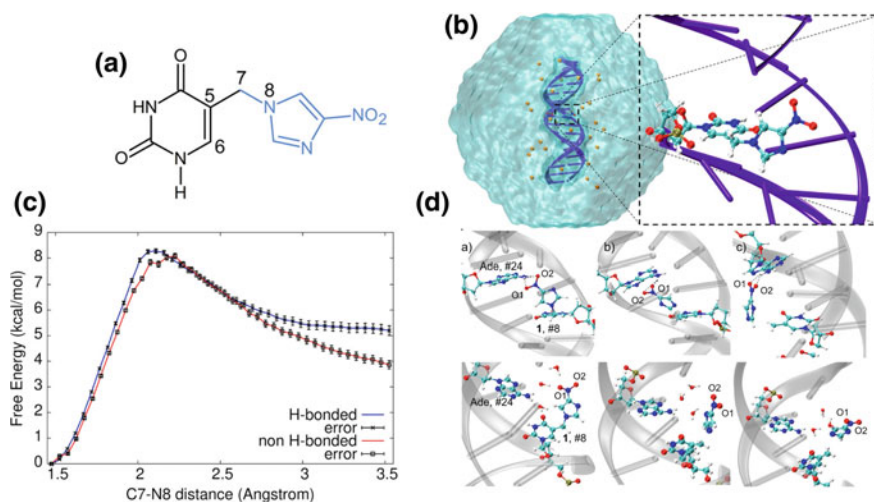 (a)
O
7
5
8
N
NH
N
NO₂
O
6
N
H
(b)
(c)
9
8
7
6
5
4
3
2
1
0
Free Energy (kcal/mol)
H-bonded
error
non H-bonded
error
1.5
2
2.5
3
3.5
C7-N8 distance (Angstrom)
(d)
a)
Ade, #24
O2
O1
1, #8
b)
O1
O2
c)
O1
O2
Ade, #24
O2
O1
1, #8
O2
O1
O1
O2